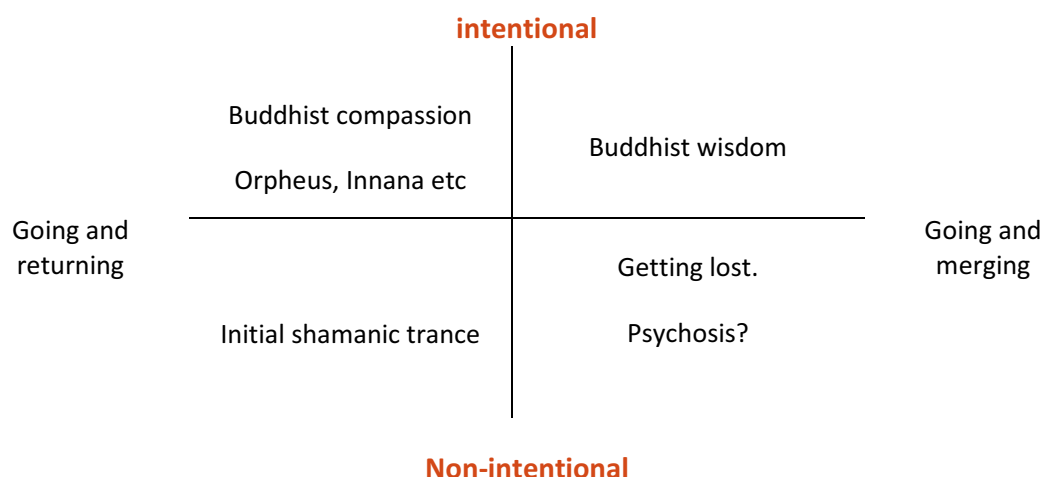 intentional
Buddhist compassion
Buddhist wisdom
Orpheus, Innana etc
Going and
returning
Going and
merging
Getting lost.
Initial shamanic trance
Psychosis?
Non-intentional